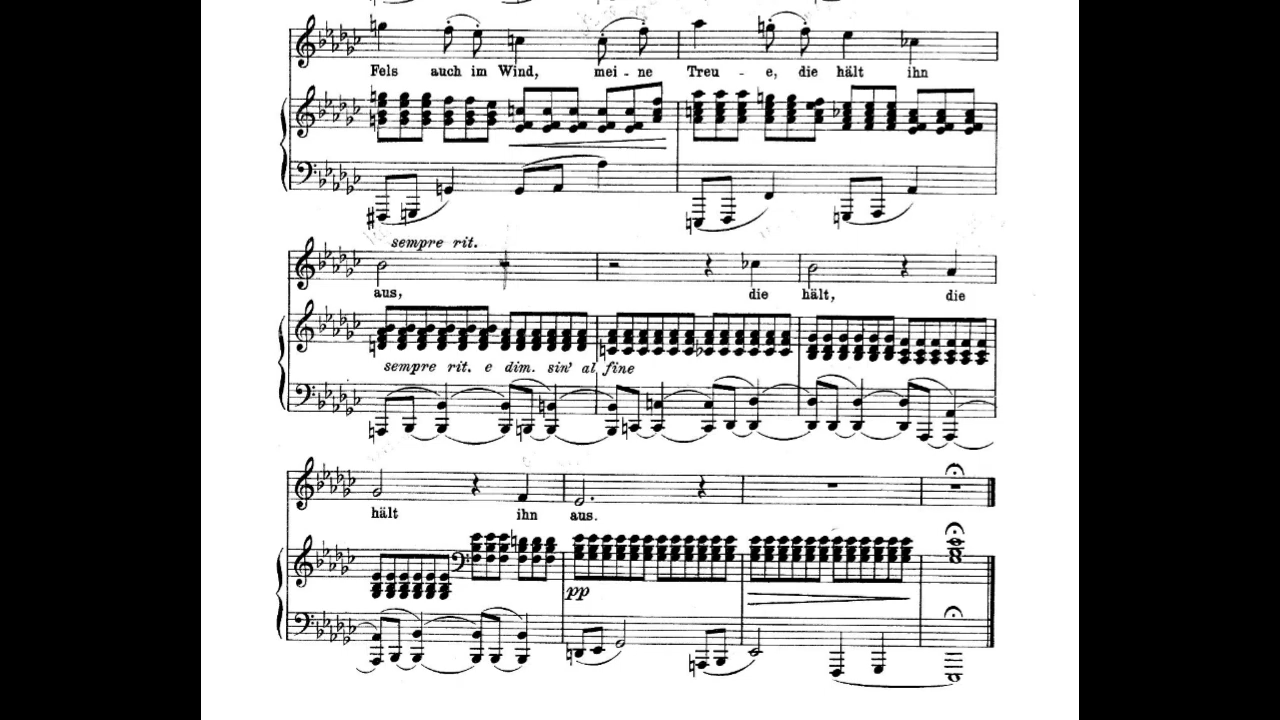 Fels auch im Wind, mei - ne Treu - e, die hält ihn
sempre rit.
aus, die hält, die
sempre rit. e dim. sin' al fine
hält ihn aus.
pp